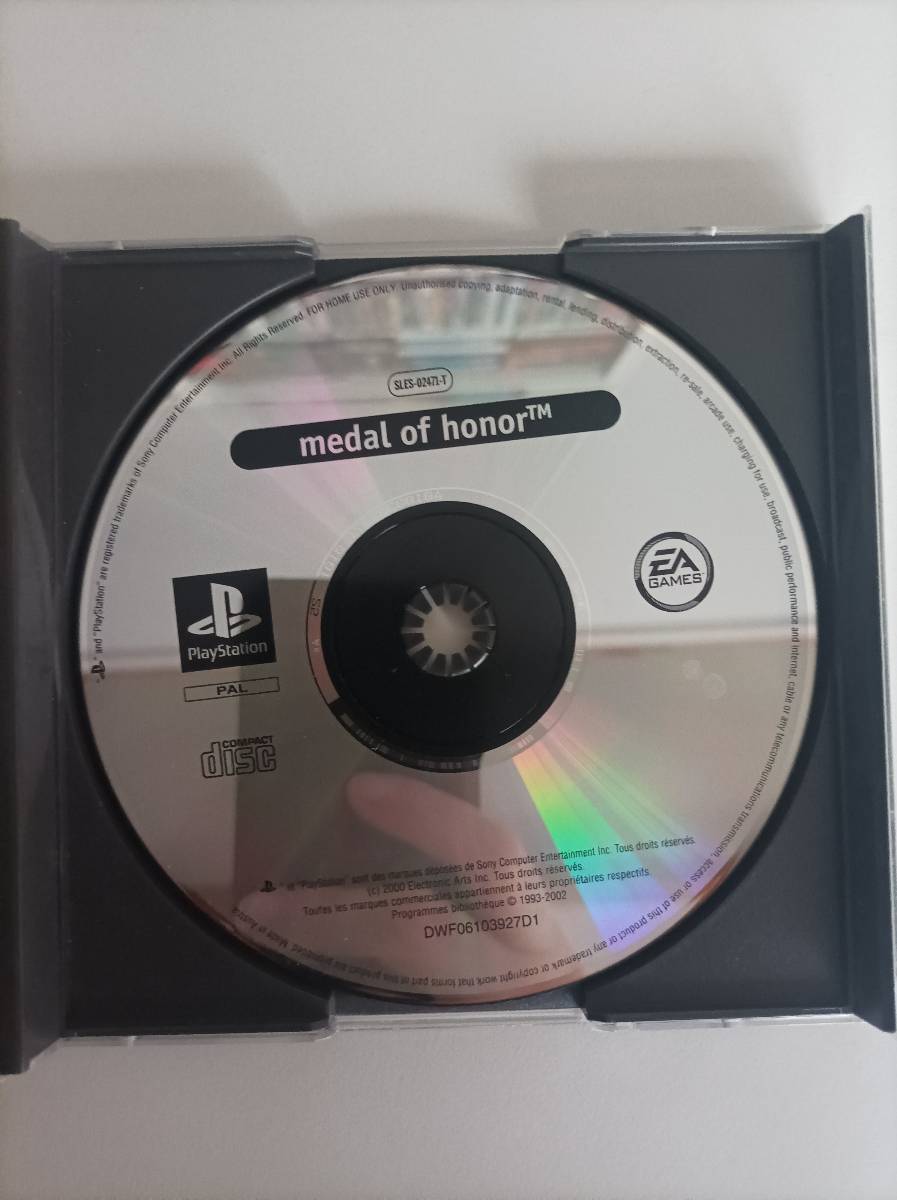 " and "PlayStation" are registered trademarks of Sony Computer Entertainment Inc. All Rights Reserved. FOR HOME USE ONLY. Unauthorised copying, adaptation, rental, lending, distribution, extraction, re-sale, arcade use, charging for use, broadcast, public performance and internet, cable or any telecommunications transmission, access or use of this product or any trademark or copyright work that forms part of this product are prohibited. Made in Austria
SLES-02471-T
medal of honor™
EA
GAMES™
PlayStation
PAL
COMPACT
disc
" et "PlayStation" sont des marques déposées de Sony Computer Entertainment Inc. Tous droits réservés.
(c) 2000 Electronic Arts Inc. Tous droits réservés.
Toutes les marques commerciales appartiennent à leurs propriétaires respectifs.
Programmes bibliothèque © 1993-2002
DWF06103927D1